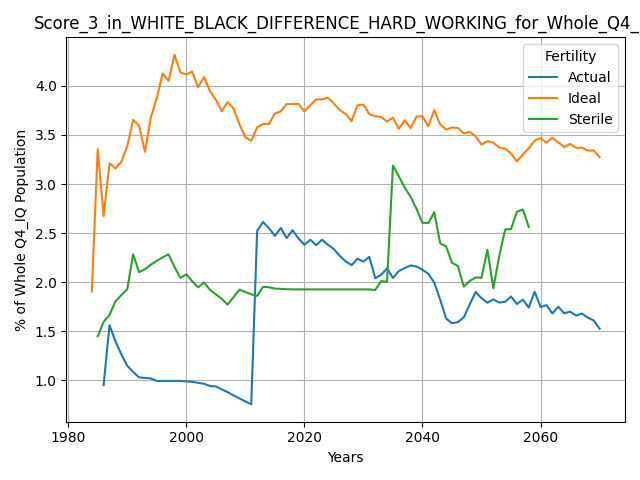 Score_3_in_WHITE_BLACK_DIFFERENCE_HARD_WORKING_for_Whole_Q4_
Fertility
Actual
Ideal
Sterile
% of Whole Q4_IQ Population
4.0
3.5
3.0
2.5
2.0
1.5
1.0
1980
2000
2020
2040
2060
Years